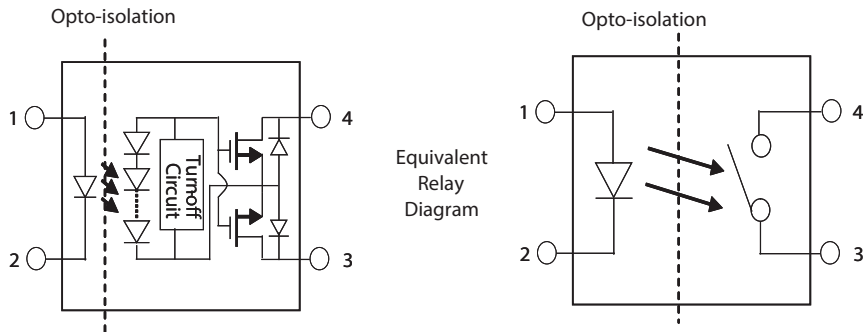 Opto-isolation
1
2
Turnoff
Circuit
4
3
Equivalent
Relay
Diagram
Opto-isolation
1
2
4
3